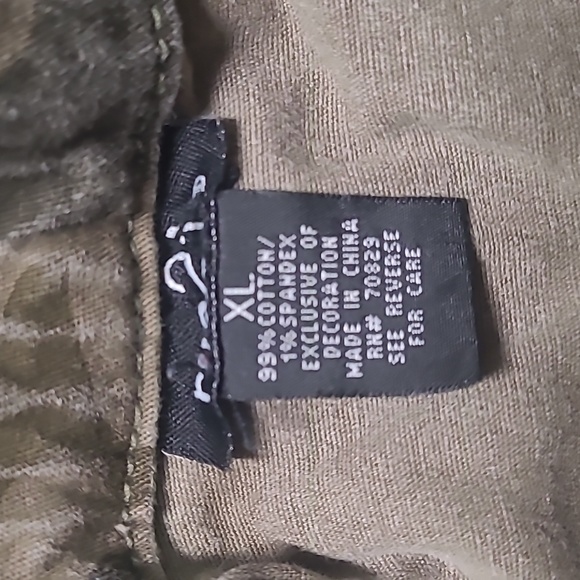 XL
99% COTTON/
1% SPANDEX
EXCLUSIVE OF
DECORATION
MADE IN CHINA
RN# 70829
SEE REVERSE
FOR CARE